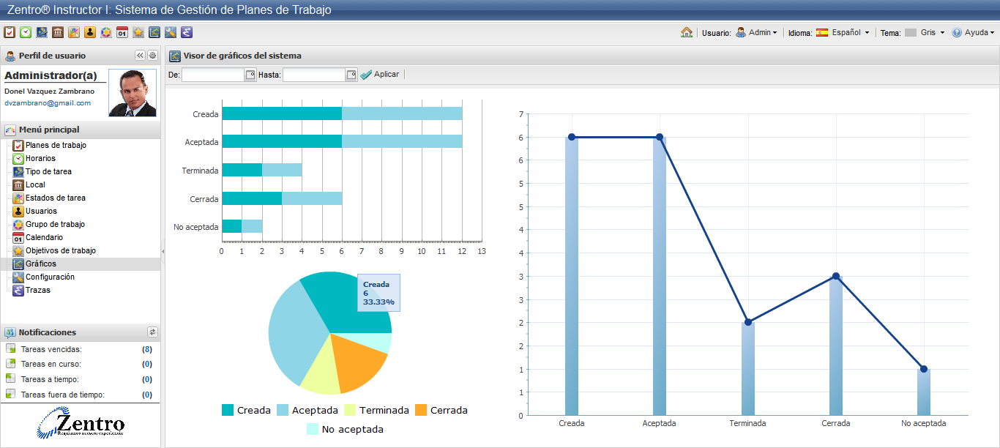 Zentro® Instructor I: Sistema de Gestión de Planes de Trabajo
Usuario: Admin Idioma: Español Tema: Gris Ayuda
Perfil de usuario
Administrador(a)
Donel Vazquez Zambrano
dvzambrano@gmail.com
Menú principal
Planes de trabajo
Horarios
Tipo de tarea
Local
Estados de tarea
Usuarios
Grupo de trabajo
Calendario
Objetivos de trabajo
Gráficos
Configuración
Trazas
Notificaciones
Tareas vencidas: (8)
Tareas en curso: (0)
Tareas a tiempo: (0)
Tareas fuera de tiempo: (0)
Zentro
Regulamos nuestra experiencia
Visor de gráficos del sistema
De: Hasta: Aplicar
Creada
Aceptada
Terminada
Cerrada
No aceptada
0 1 2 3 4 5 6 7 8 9 10 11 12 13
Creada
6
33.33%
Creada Aceptada Terminada Cerrada
No aceptada
7
6
6
5
5
4
4
3
3
2
2
1
1
0
Creada Aceptada Terminada Cerrada No aceptada